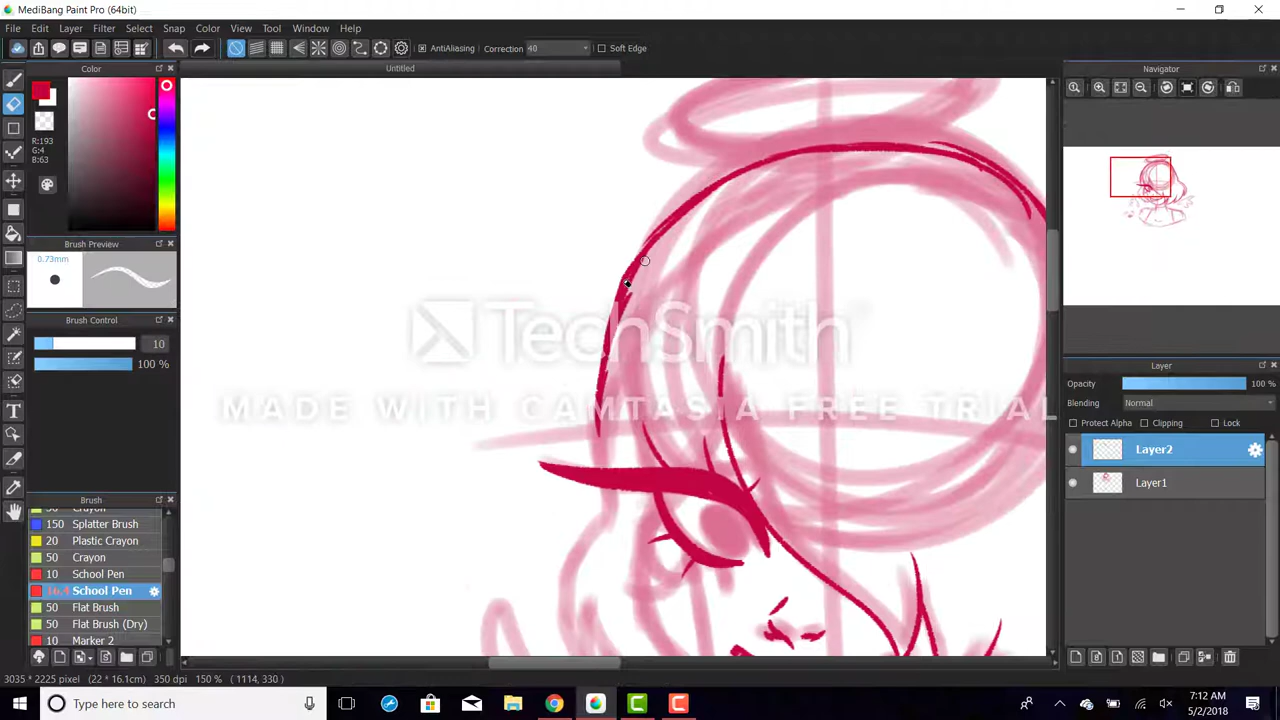 MediBang Paint Pro (64bit)
File Edit Layer Filter Select Snap Color View Tool Window Help
AntiAliasing Correction 40 Soft Edge
Color
Untitled
Navigator
R:193
G:4
B:63
Brush Preview
0.73mm
Brush Control
10
100 %
TechSmith
MADE WITH CAMTASIA FREE TRIAL
Layer
Opacity 100 %
Blending Normal
Protect Alpha Clipping Lock
Layer2
Layer1
Brush
50 Crayon
150 Splatter Brush
20 Plastic Crayon
50 Crayon
10 School Pen
16.4 School Pen
50 Flat Brush
50 Flat Brush (Dry)
10 Marker 2
3035 * 2225 pixel (22 * 16.1cm) 350 dpi 150 % ( 1114, 330 )
Type here to search
7:12 AM
5/2/2018